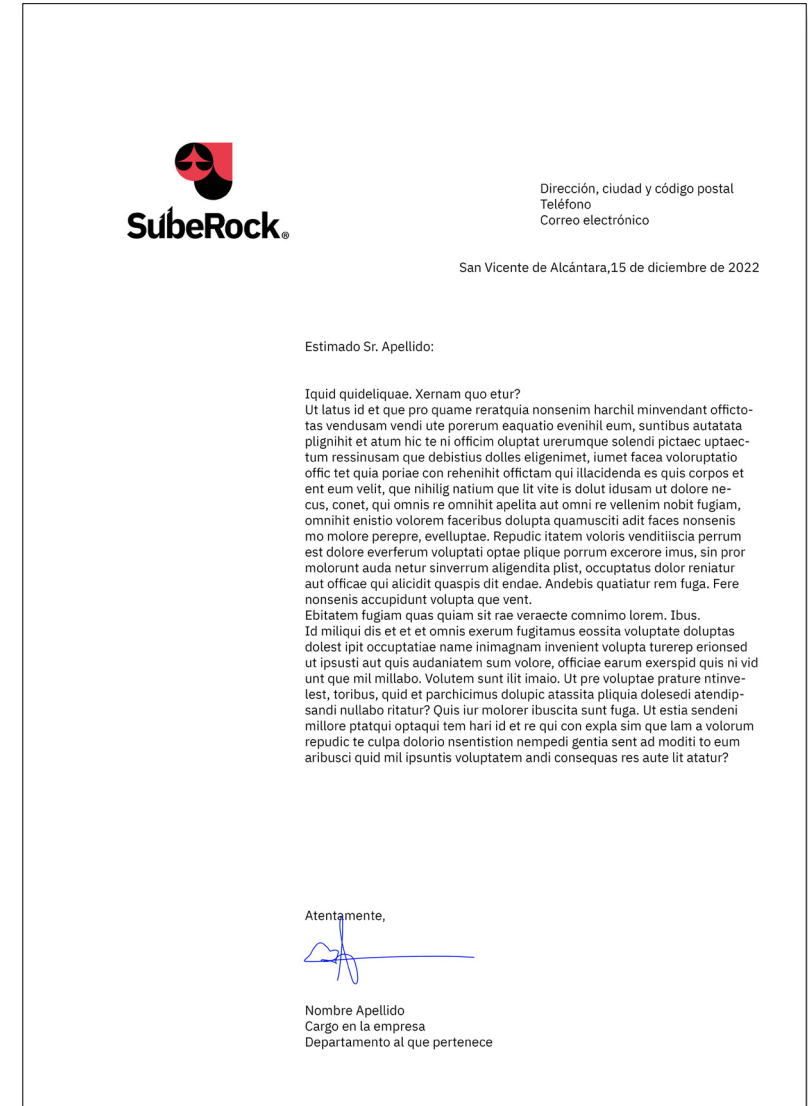 SubeRock®
Dirección, ciudad y código postal
Teléfono
Correo electrónico
San Vicente de Alcántara,15 de diciembre de 2022
Estimado Sr. Apellido:
Iquid quideliquae. Xernam quo etur?
Ut latus id et que pro quame reratquia nonsenim harchil minvendant officto-
tas vendusam vendi ute porerum eaquatio evenihil eum, suntibus autatata
plignihit et atum hic te ni officim oluptat urerumque solendi pictaec uptaec-
tum ressinusam que debistius dolles eligenimet, iumet facea voloruptatio
offic tet quia poriae con rehenihit offictam qui illacidenda es quis corpos et
ent eum velit, que nihilig natium que lit vite is dolut idusam ut dolore ne-
cus, conet, qui omnis re omnihit apelita aut omni re vellenim nobit fugiam,
omnihit enistio volorem faceribus dolupta quamusciti adit faces nonsenis
mo molore perepre, evelluptae. Repudic itatem voloris venditiiscia perrum
est dolore everferum voluptati optae plique porrum excerore imus, sin pror
molorunt auda netur sinverrum aligendita plist, occuptatus dolor reniatur
aut officae qui alicidit quaspis dit endae. Andebis quatiatur rem fuga. Fere
nonsenis accupidunt volupta que vent.
Ebitatem fugiam quas quiam sit rae veraecte comnimo lorem. Ibus.
Id miliqui dis et et et omnis exerum fugitamus eossita voluptate doluptas
dolest ipit occuptatiae name inimagnam invenient volupta turerep erionsed
ut ipsusti aut quis audaniatem sum volore, officiae earum exerspid quis ni vid
unt que mil millabo. Volutem sunt ilit imaio. Ut pre voluptae prature ntinve-
lest, toribus, quid et parchicimus dolupic atassita pliquia dolesedi atendip-
sandi nullabo ritatur? Quis iur molorer ibuscita sunt fuga. Ut estia sendeni
millore ptatqui optaqui tem hari id et re qui con expla sim que lam a volorum
repudic te culpa dolorio nsentistion nempedi gentia sent ad moditi to eum
aribusci quid mil ipsuntis voluptatem andi consequas res aute lit atatur?
Atentamente,
Nombre Apellido
Cargo en la empresa
Departamento al que pertenece